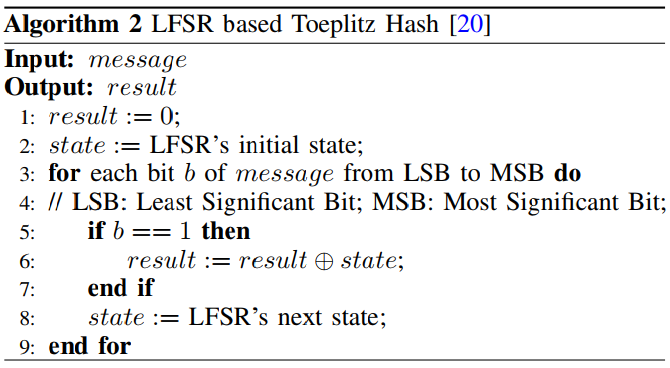 Algorithm 2 LFSR based Toeplitz Hash [20]
Input: message
Output: result
1: result := 0;
2: state := LFSR's initial state;
3: for each bit b of message from LSB to MSB do
4: // LSB: Least Significant Bit; MSB: Most Significant Bit;
5: if b == 1 then
6: result := result ⊕ state;
7: end if
8: state := LFSR's next state;
9: end for